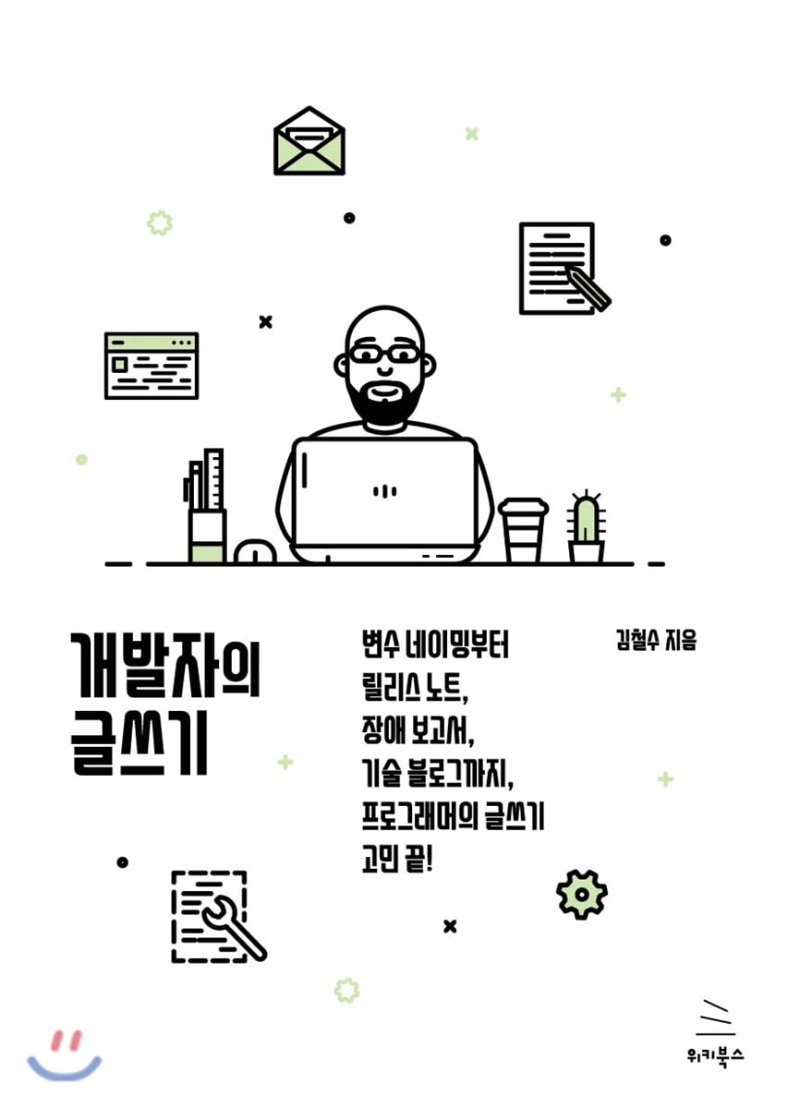 개발자의
글쓰기
변수 네이밍부터
릴리스 노트,
장애 보고서,
기술 블로그까지,
프로그래머의 글쓰기
고민 끝!
김철수 지음
위키북스